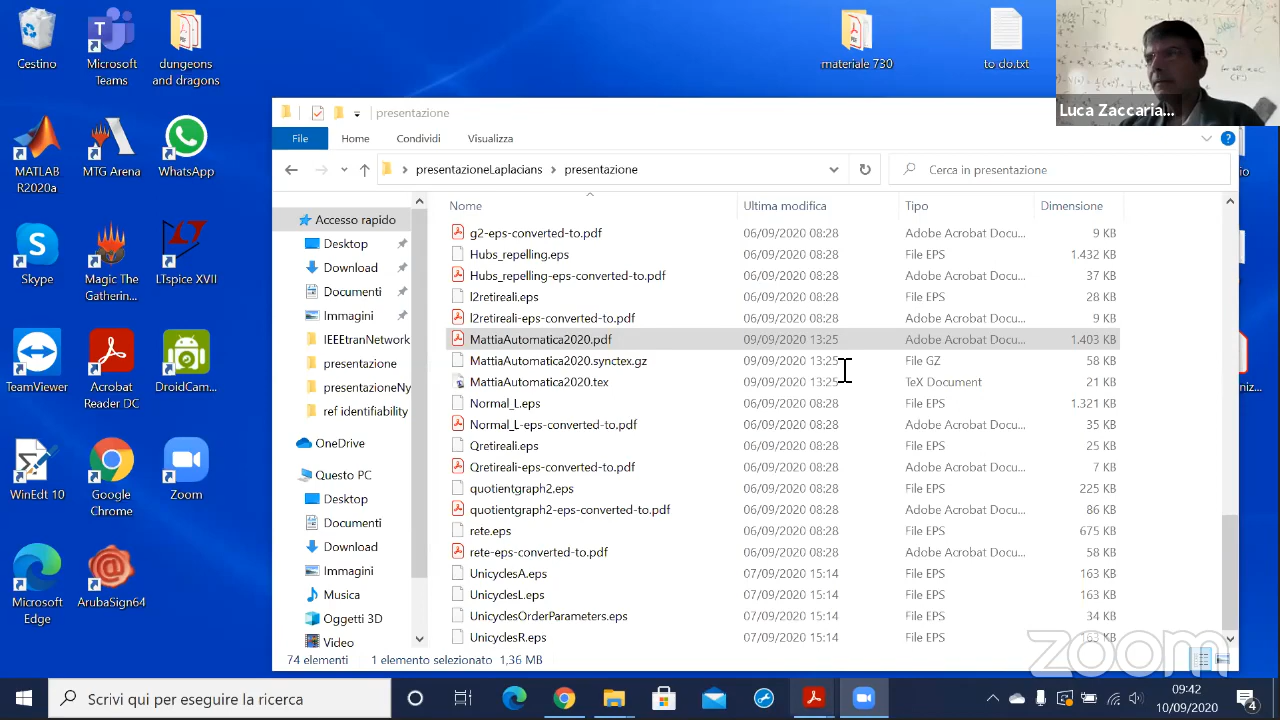 Cestino
Microsoft
Teams
dungeons
and dragons
materiale 730
to do.txt
Luca Zaccaria...
MATLAB
R2020a
MTG Arena
WhatsApp
Skype
Magic The
Gatherin...
LTspice XVII
TeamViewer
Acrobat
Reader DC
DroidCam...
WinEdt 10
Google
Chrome
Zoom
Microsoft
Edge
ArubaSign64
presentazione
File
Home
Condividi
Visualizza
presentazioneLaplacians
presentazione
Cerca in presentazione
Accesso rapido
Desktop
Download
Documenti
Immagini
IEEEtranNetwork
presentazione
presentazioneNy
ref identifiability
OneDrive
Questo PC
Desktop
Documenti
Download
Immagini
Musica
Oggetti 3D
Video
Nome Ultima modifica Tipo Dimensione
g2-eps-converted-to.pdf 06/09/2020 08:28 Adobe Acrobat Docu... 9 KB
Hubs_repelling.eps 06/09/2020 08:28 File EPS 1.432 KB
Hubs_repelling-eps-converted-to.pdf 06/09/2020 08:28 Adobe Acrobat Docu... 37 KB
l2retireali.eps 06/09/2020 08:28 File EPS 28 KB
l2retireali-eps-converted-to.pdf 06/09/2020 08:28 Adobe Acrobat Docu... 9 KB
MattiaAutomatica2020.pdf 09/09/2020 13:25 Adobe Acrobat Docu... 1.403 KB
MattiaAutomatica2020.synctex.gz 09/09/2020 13:25 File GZ 58 KB
MattiaAutomatica2020.tex 09/09/2020 13:25 TeX Document 21 KB
Normal_L.eps 06/09/2020 08:28 File EPS 1.321 KB
Normal_L-eps-converted-to.pdf 06/09/2020 08:28 Adobe Acrobat Docu... 35 KB
Qretireali.eps 06/09/2020 08:28 File EPS 25 KB
Qretireali-eps-converted-to.pdf 06/09/2020 08:28 Adobe Acrobat Docu... 7 KB
quotientgraph2.eps 06/09/2020 08:28 File EPS 225 KB
quotientgraph2-eps-converted-to.pdf 06/09/2020 08:28 Adobe Acrobat Docu... 86 KB
rete.eps 06/09/2020 08:28 File EPS 675 KB
rete-eps-converted-to.pdf 06/09/2020 08:28 Adobe Acrobat Docu... 58 KB
UnicyclesA.eps 07/09/2020 15:14 File EPS 163 KB
UnicyclesL.eps 07/09/2020 15:14 File EPS 163 KB
UnicyclesOrderParameters.eps 07/09/2020 15:14 File EPS 34 KB
UnicyclesR.eps 07/09/2020 15:14 File EPS 163 KB
74 elementi 1 elemento selezionato 1,36 MB
zoom
Scrivi qui per eseguire la ricerca
09:42
10/09/2020
4